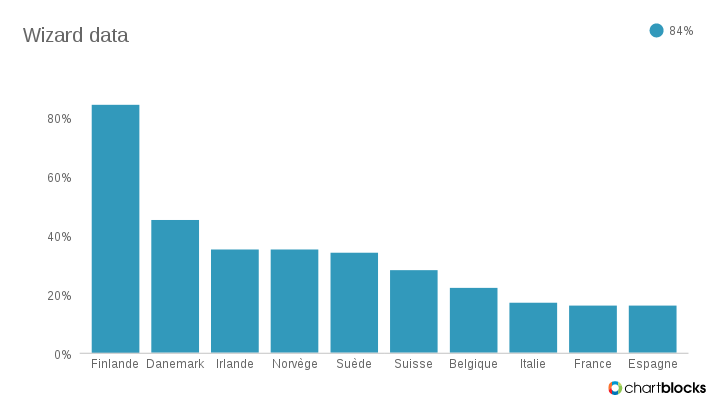 Wizard data
84%
80%
60%
40%
20%
0%
Finlande Danemark Irlande Norvège Suède Suisse Belgique Italie France Espagne
chartblocks